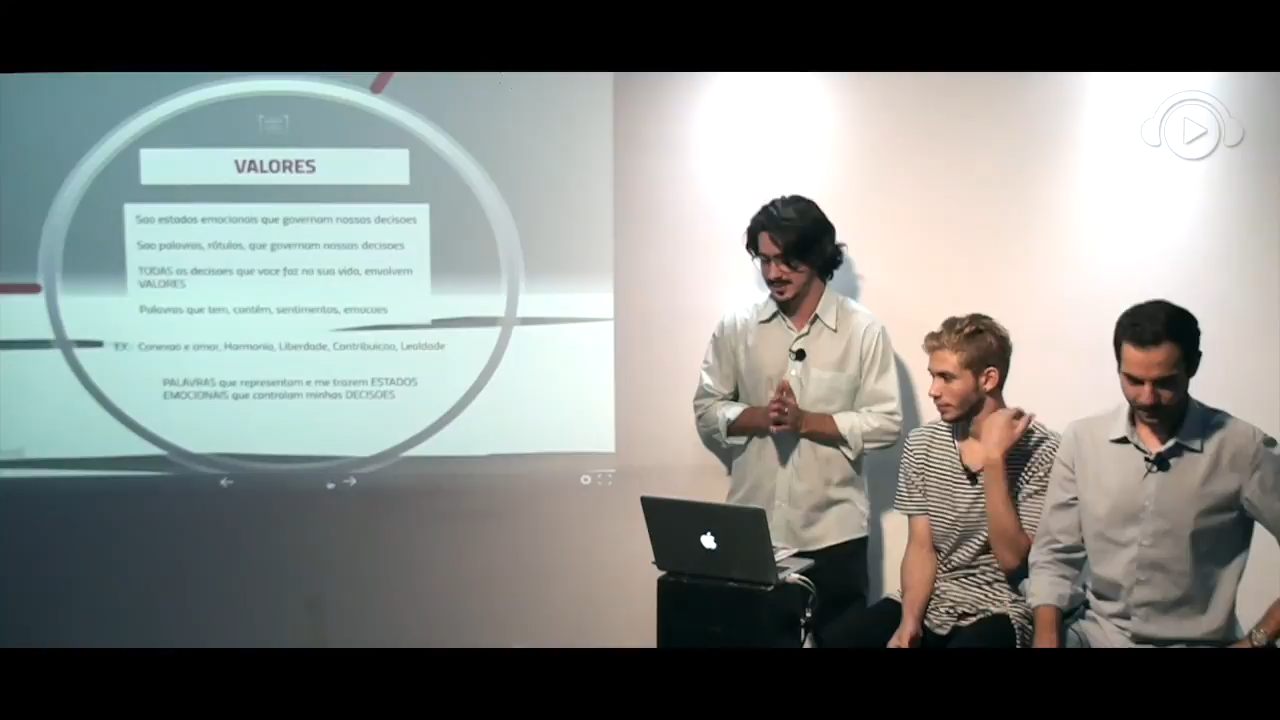 VALORES
Sao estados emocionais que governam nossas decisoes
Sao palavras, rótulos, que governam nossas decisoes
TODAS as decisoes que voce faz na sua vida, envolvem
VALORES
Palavras que tem, contêm, sentimentos, emocoes
EX: Conexao e amor, Harmonia, Liberdade, Contribuicao, Lealdade
PALAVRAS que representam e me trazem ESTADOS
EMOCIONAIS que controlam minhas DECISOES